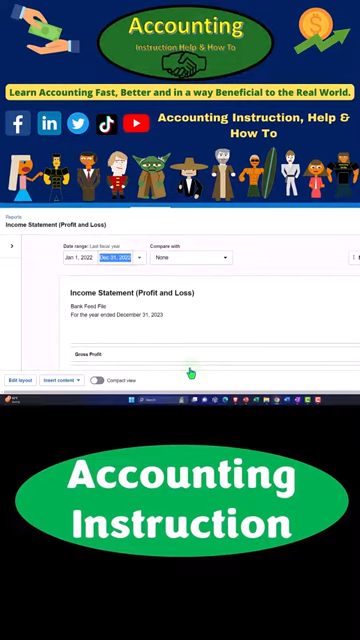 Accounting
Instruction Help & How To
Learn Accounting Fast, Better and in a way Beneficial to the Real World.
Accounting Instruction, Help &
How To
Reports
Income Statement (Profit and Loss)
Date range: Last fiscal year
Compare with
Jan 1, 2022
Dec 31, 2022
None
Income Statement (Profit and Loss)
Bank Feed File
For the year ended December 31, 2023
Gross Profit
Edit layout
Insert content
Compact view
Search
Accounting
Instruction